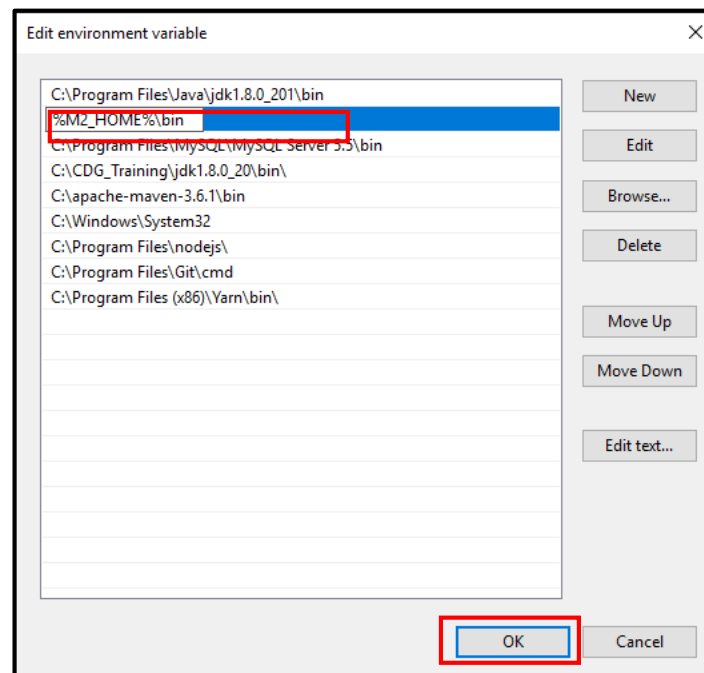 Edit environment variable
C:\Program Files\Java\jdk1.8.0_201\bin
%M2_HOME%\bin
C:\Program Files\MySQL\MySQL Server 5.5\bin
C:\CDG_Training\jdk1.8.0_20\bin\
C:\apache-maven-3.6.1\bin
C:\Windows\System32
C:\Program Files\nodejs\
C:\Program Files\Git\cmd
C:\Program Files (x86)\Yarn\bin\
New
Edit
Browse...
Delete
Move Up
Move Down
Edit text...
OK
Cancel